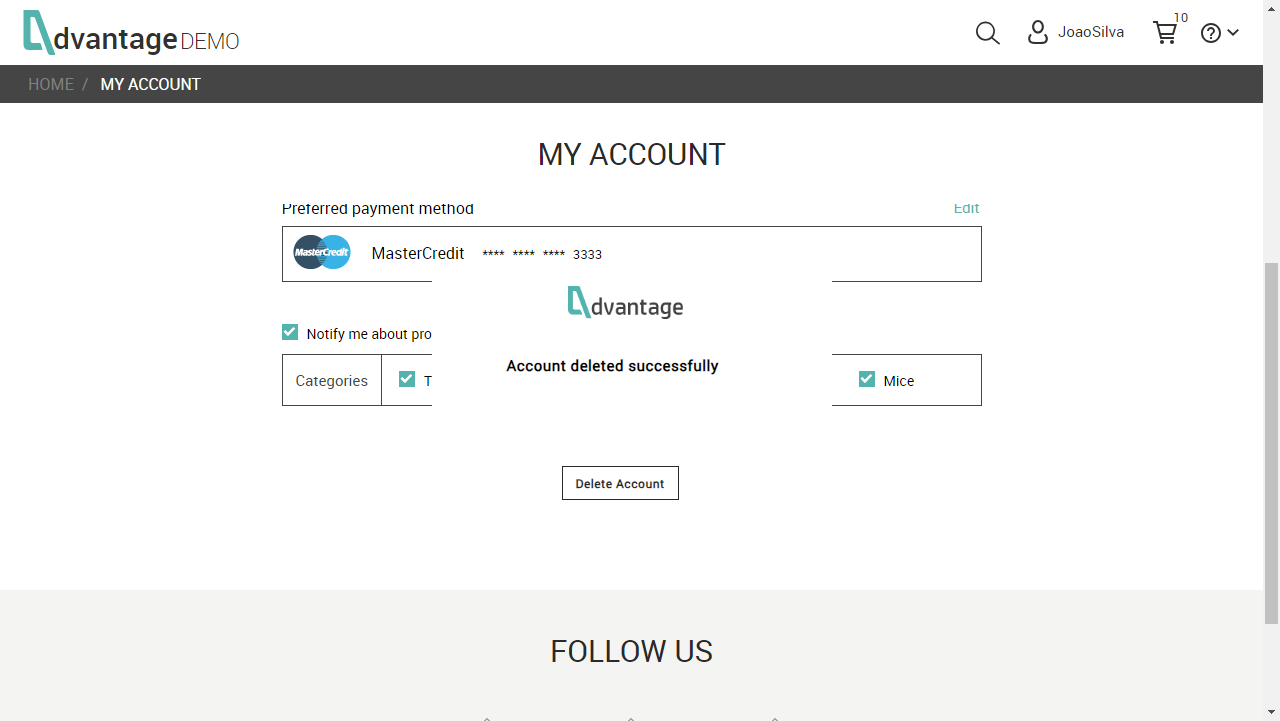 dvantage DEMO
JoaoSilva
10
HOME / MY ACCOUNT
MY ACCOUNT
Preferred payment method
Edit
MasterCredit
MasterCredit **** **** **** 3333
dvantage
Notify me about pro
Account deleted successfully
Categories
T
Mice
Delete Account
FOLLOW US